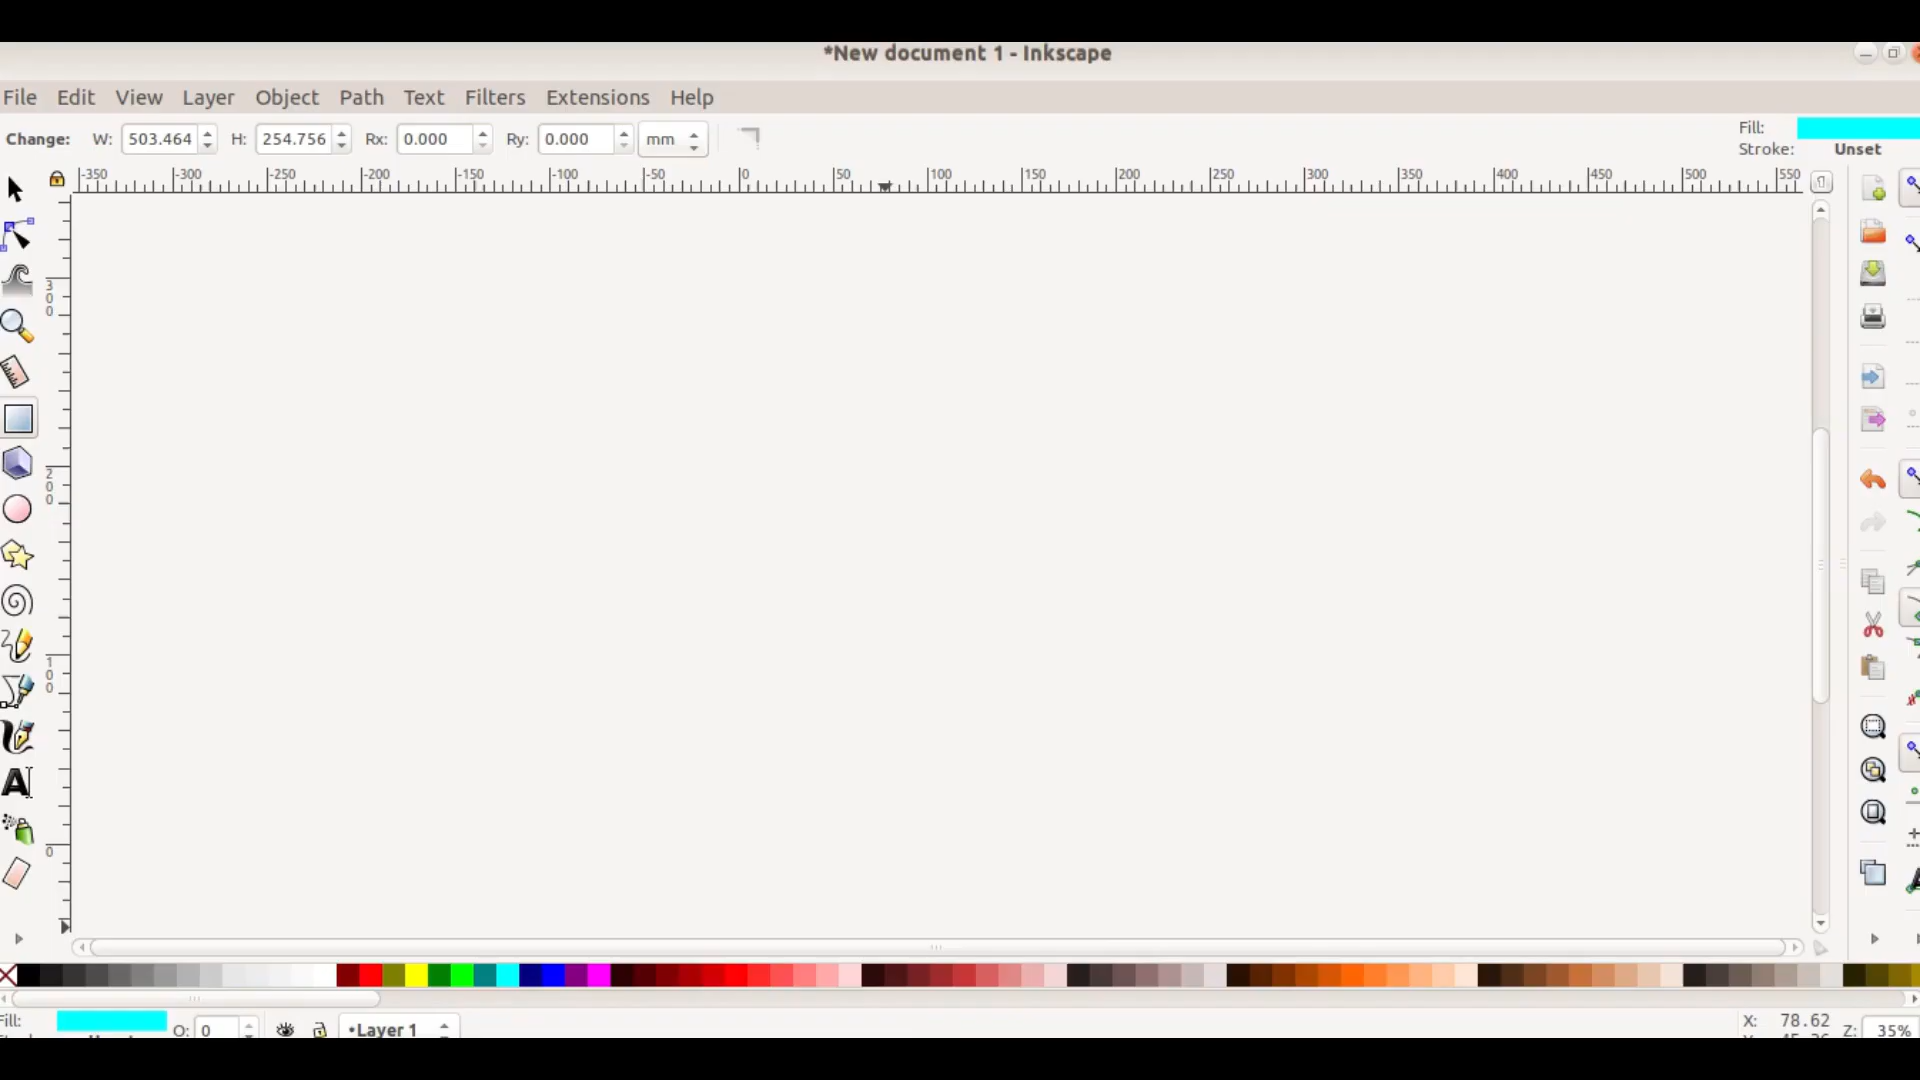 *New document 1 - Inkscape
File Edit View Layer Object Path Text Filters Extensions Help
Change: W: 503.464 H: 254.756 Rx: 0.000 Ry: 0.000 mm
Fill:
Stroke: Unset
-350 -300 -250 -200 -150 -100 -50 0 50 100 150 200 250 300 350 400 450 500 550
300
200
100
0
Fill:
O: 0 •Layer 1
X: 78.62
Z: 35%